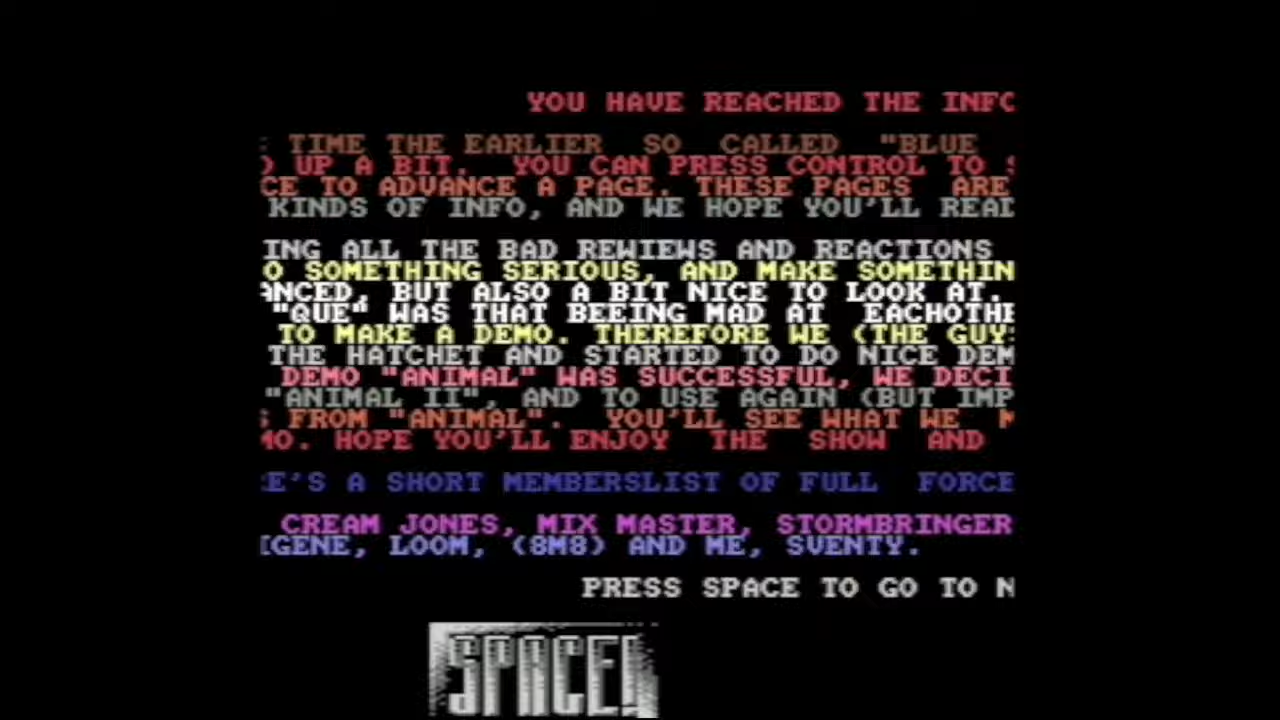 YOU HAVE REACHED THE INFO
: TIME THE EARLIER SO CALLED "BLUE
UP A BIT. YOU CAN PRESS CONTROL TO
CE TO ADVANCE A PAGE. THESE PAGES ARE
KINDS OF INFO, AND WE HOPE YOU'LL READ
ING ALL THE BAD REWIEWS AND REACTIONS
O SOMETHING SERIOUS, AND MAKE SOMETHIN
ANCED, BUT ALSO A BIT NICE TO LOOK AT.
"QUE" WAS THAT BEEING MAD AT EACHOTHE
TO MAKE A DEMO. THEREFORE WE (THE GUY
THE HATCHET AND STARTED TO DO NICE DEM
DEMO "ANIMAL" WAS SUCCESSFUL, WE DECI
"ANIMAL II", AND TO USE AGAIN (BUT IMP
FROM "ANIMAL". YOU'LL SEE WHAT WE
MO. HOPE YOU'LL ENJOY THE SHOW AND
E'S A SHORT MEMBERSLIST OF FULL FORCE
CREAM JONES, MIX MASTER, STORMBRINGER
IGENE, LOOM, (8M8) AND ME, SVENTY.
PRESS SPACE TO GO TO N
SPACE!